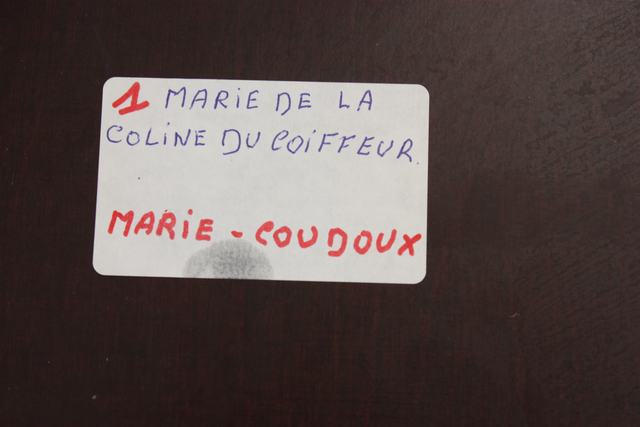 1 MARiE DE LA
COLiNE DU COiFFEUR.
MARiE - COUDOUX